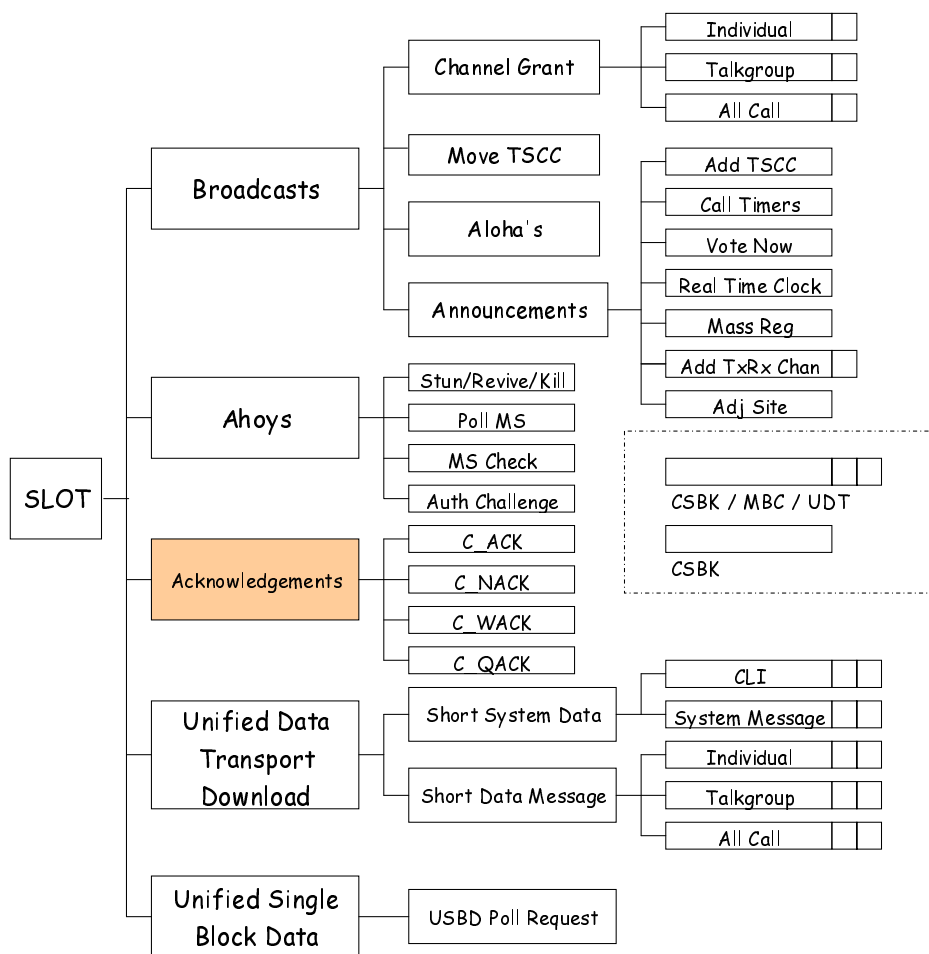 SLOT
Broadcasts
Channel Grant
Individual
Talkgroup
All Call
Move TSCC
Aloha's
Announcements
Add TSCC
Call Timers
Vote Now
Real Time Clock
Mass Reg
Add TxRx Chan
Adj Site
Ahoys
Stun/Revive/Kill
Poll MS
MS Check
Auth Challenge
CSBK / MBC / UDT
CSBK
Acknowledgements
C_ACK
C_NACK
C_WACK
C_QACK
Unified Data
Transport
Download
Short System Data
CLI
System Message
Short Data Message
Individual
Talkgroup
All Call
Unified Single
Block Data
USBD Poll Request